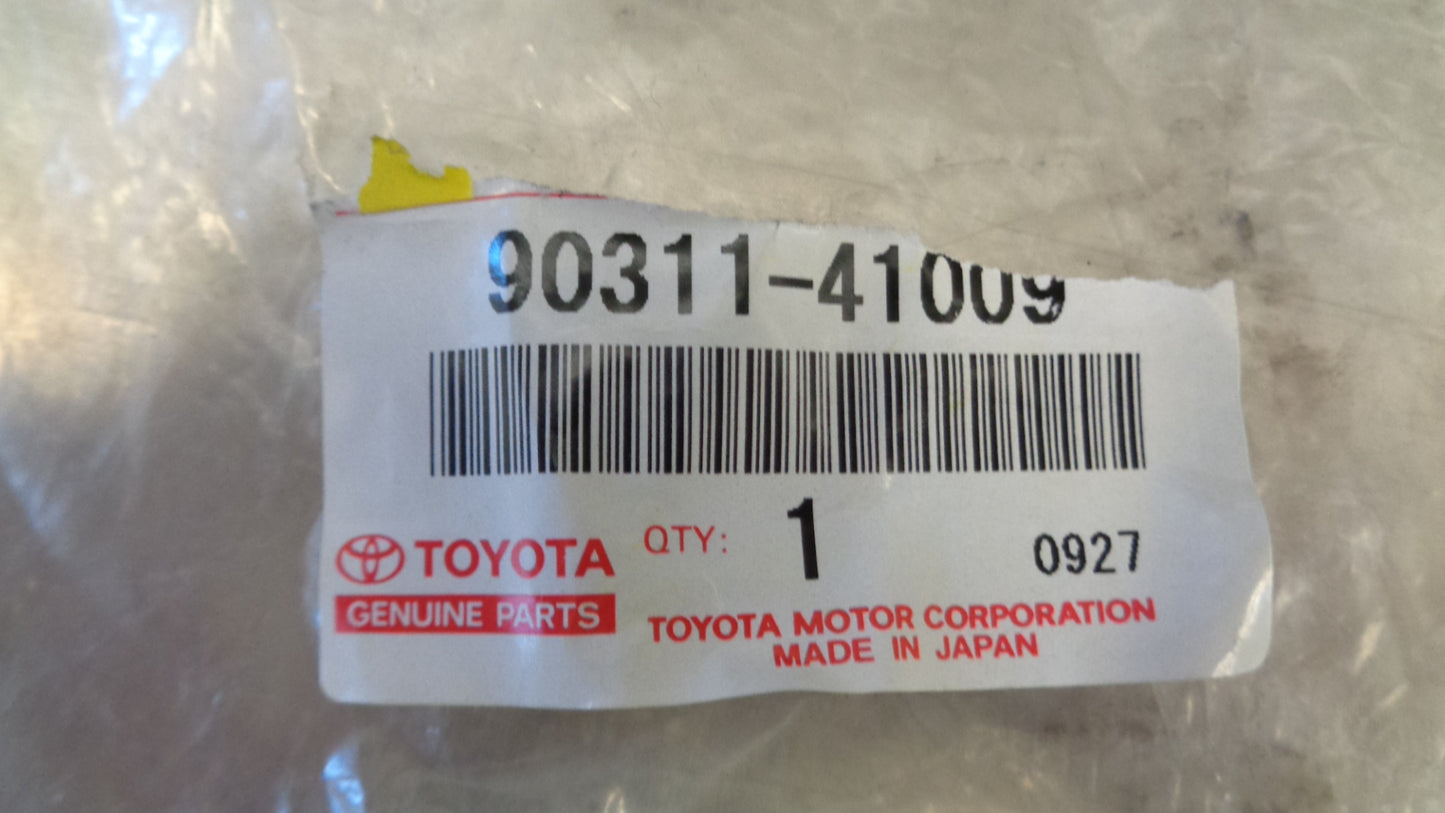 90311-41009
TOYOTA QTY: 1 0927
GENUINE PARTS
TOYOTA MOTOR CORPORATION
MADE IN JAPAN